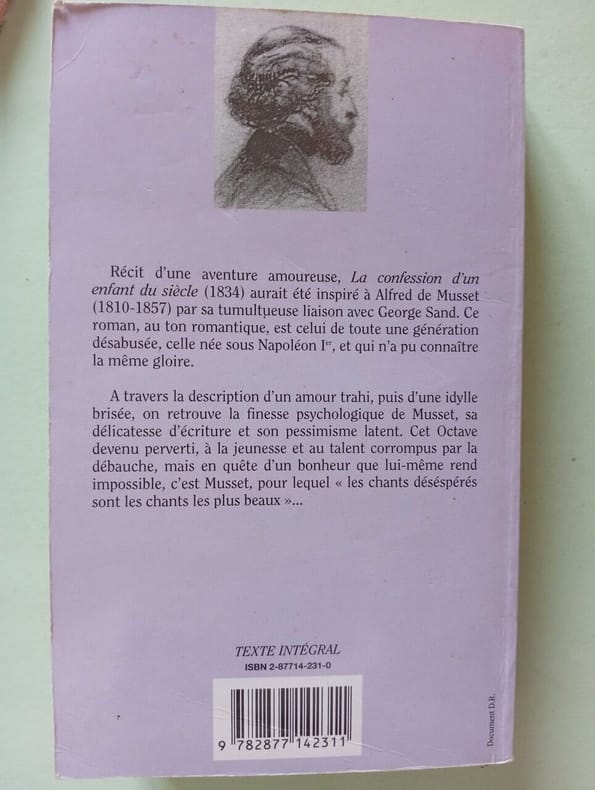 Récit d'une aventure amoureuse, La confession d'un
enfant du siècle (1834) aurait été inspiré à Alfred de Musset
(1810-1857) par sa tumultueuse liaison avec George Sand. Ce
roman, au ton romantique, est celui de toute une génération
désabusée, celle née sous Napoléon Ier, et qui n'a pu connaître
la même gloire.
A travers la description d'un amour trahi, puis d'une idylle
brisée, on retrouve la finesse psychologique de Musset, sa
délicatesse d'écriture et son pessimisme latent. Cet Octave
devenu perverti, à la jeunesse et au talent corrompus par la
débauche, mais en quête d'un bonheur que lui-même rend
impossible, c'est Musset, pour lequel « les chants déséspérés
sont les chants les plus beaux »...
TEXTE INTÉGRAL
ISBN 2-87714-231-0
9 782877 142311
Document D.R.